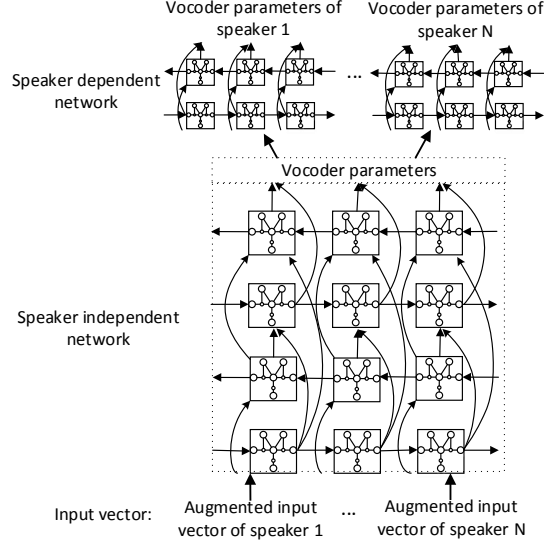 Vocoder parameters of
speaker 1
Vocoder parameters of
speaker N
Speaker dependent
network
...
Vocoder parameters
Speaker independent
network
Input vector:
Augmented input
vector of speaker 1
...
Augmented input
vector of speaker N